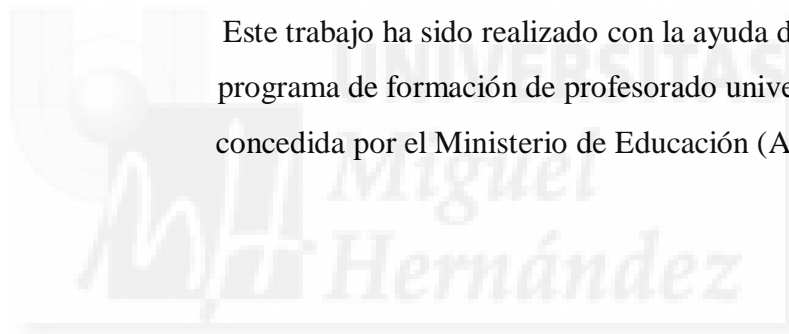 Este trabajo ha sido realizado con la ayuda
programa de formación de profesorado
concedida por el Ministerio de Educación
UNIVERSITAS
Miguel
Hernández